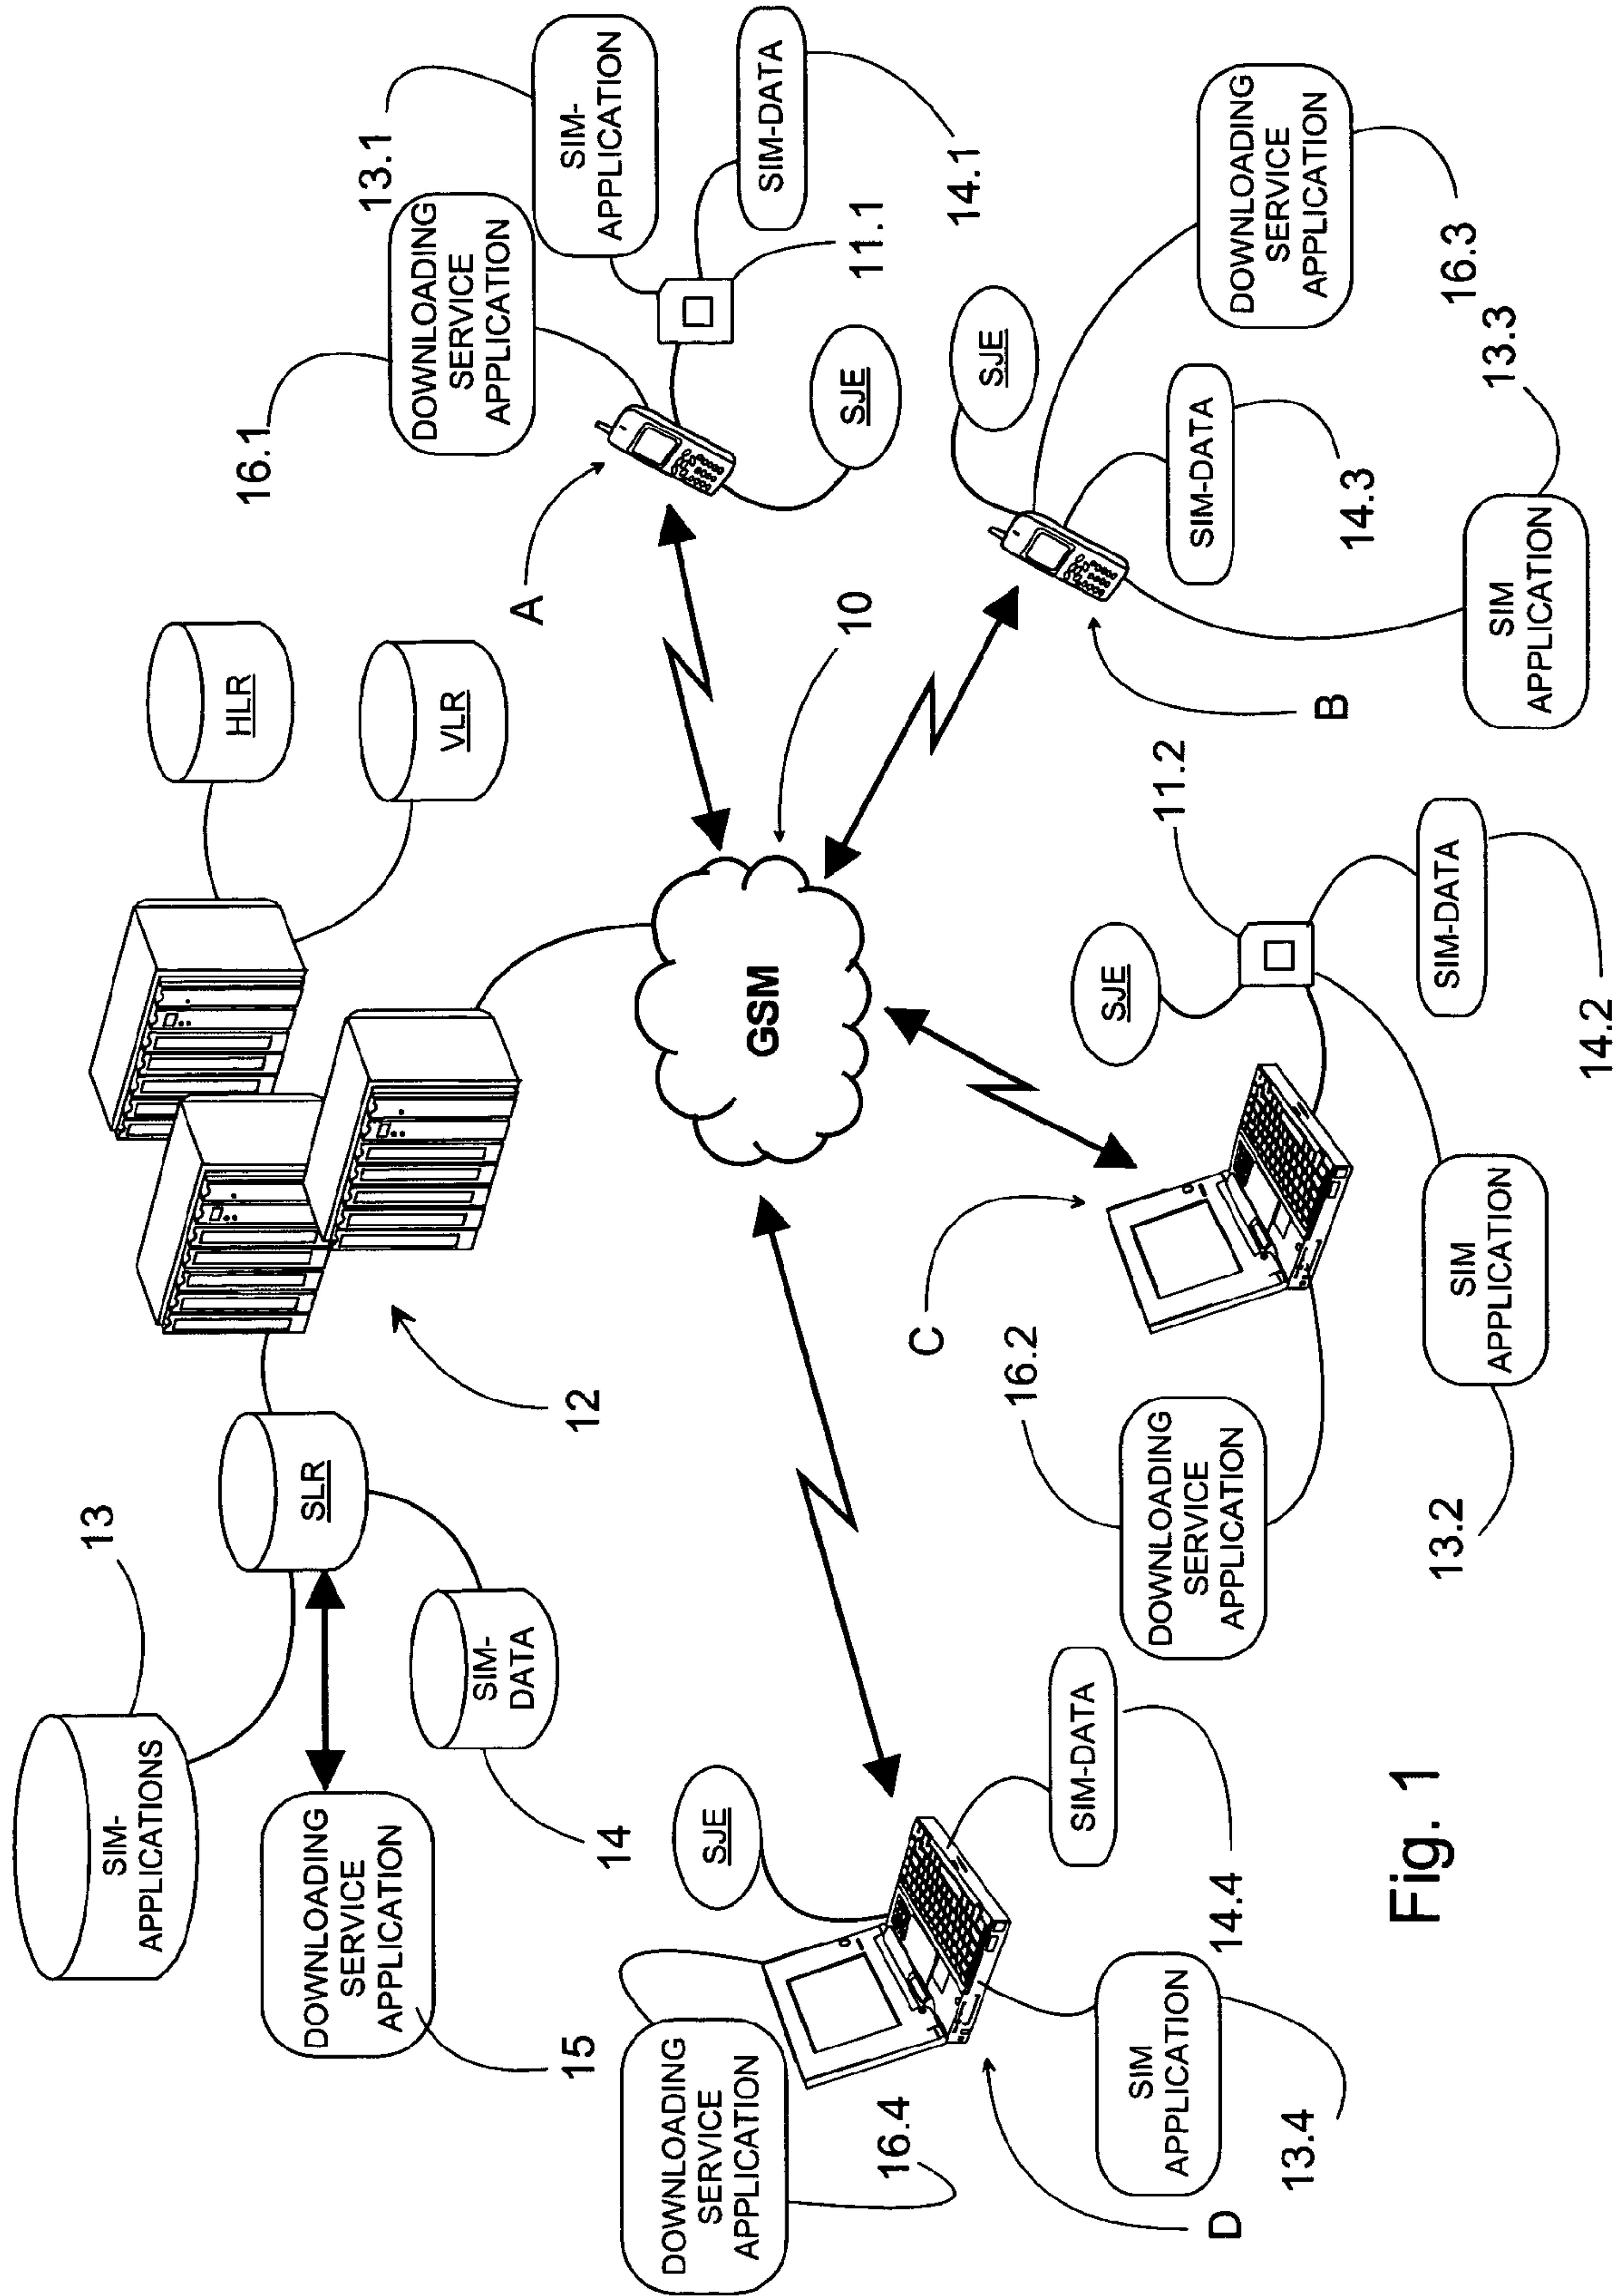 13
SIM-
APPLICATIONS
DOWNLOADING
SERVICE
APPLICATION
15
SLR
SIM-
DATA
14
12
HLR
VLR
GSM
10
A
16.1
DOWNLOADING
SERVICE
APPLICATION
13.1
SIM-
APPLICATION
SIM-DATA
14.1
11.1
SJE
B
SJE
SIM-DATA
14.3
DOWNLOADING
SERVICE
APPLICATION
16.3
13.3
SIM
APPLICATION
C
16.2
DOWNLOADING
SERVICE
APPLICATION
SJE
11.2
SIM-DATA
14.2
SIM
APPLICATION
13.2
D
SJE
DOWNLOADING
SERVICE
APPLICATION
16.4
SIM-DATA
14.4
SIM
APPLICATION
13.4
Fig. 1